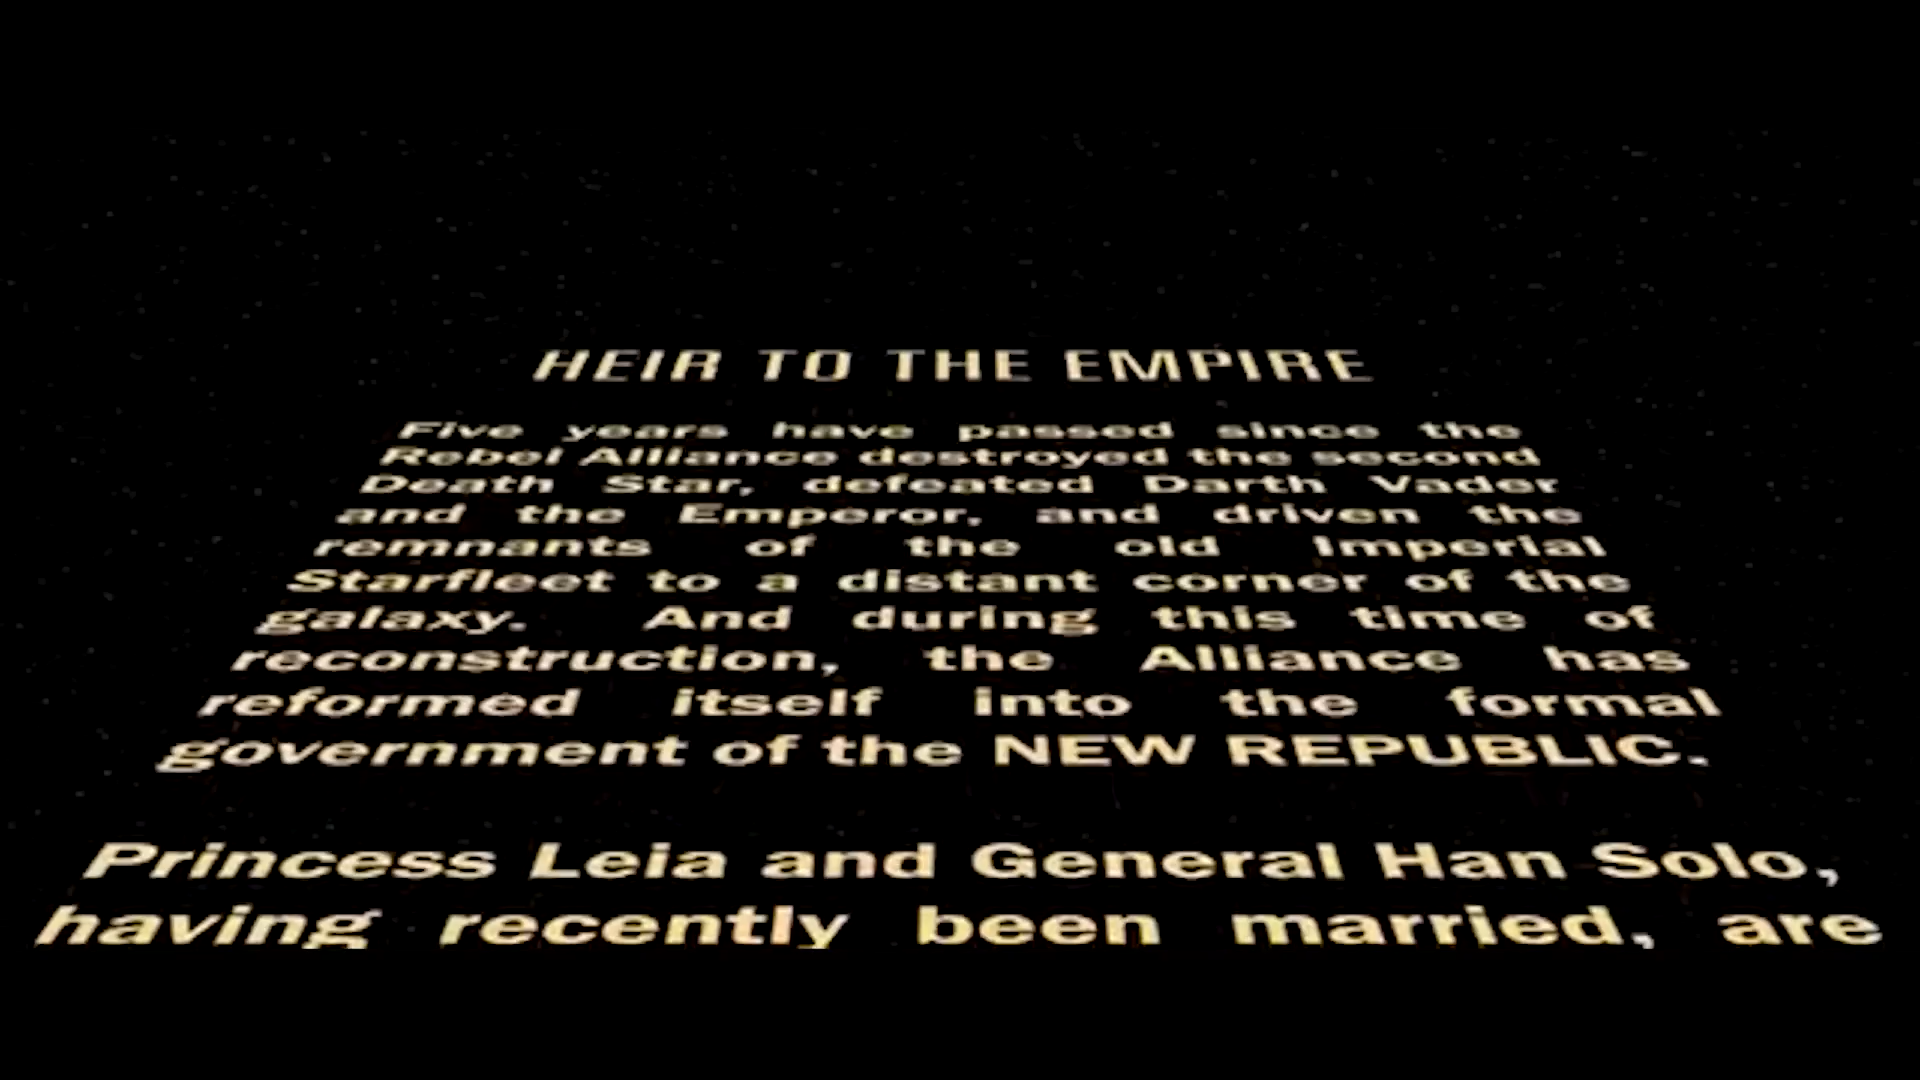 HEIR TO THE EMPIRE
Five years have passed since the
Rebel Alliance destroyed the second
Death Star, defeated Darth Vader
and the Emperor, and driven the
remnants of the old Imperial
Starfleet to a distant corner of the
galaxy. And during this time of
reconstruction, the Alliance has
reformed itself into the formal
government of the NEW REPUBLIC.
Princess Leia and General Han Solo,
having recently been married, are